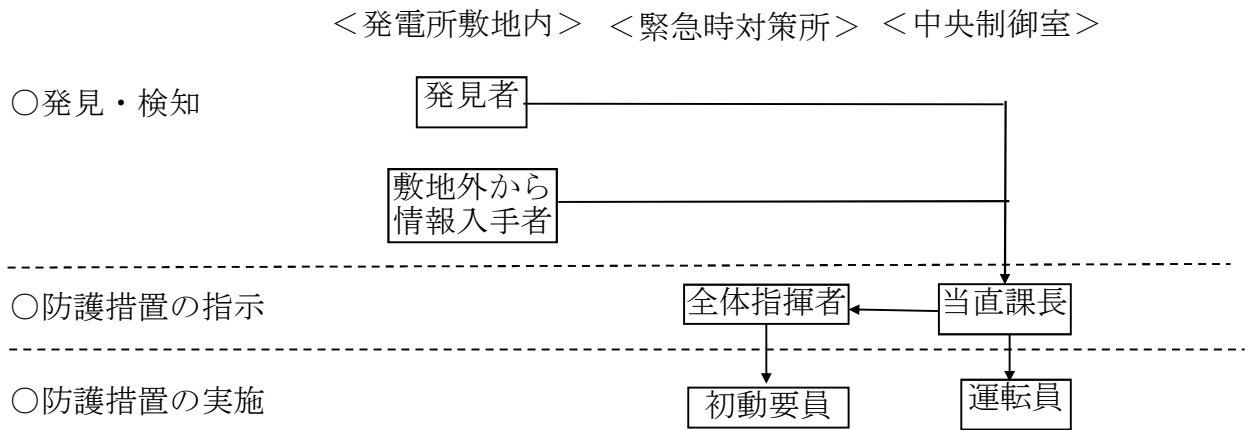 ＜発電所敷地内＞ ＜緊急時対策所＞ ＜中央制御室＞
○発見・検知
発見者
敷地外から
情報入手者
○防護措置の指示
全体指揮者
当直課長
○防護措置の実施
初動要員
運転員